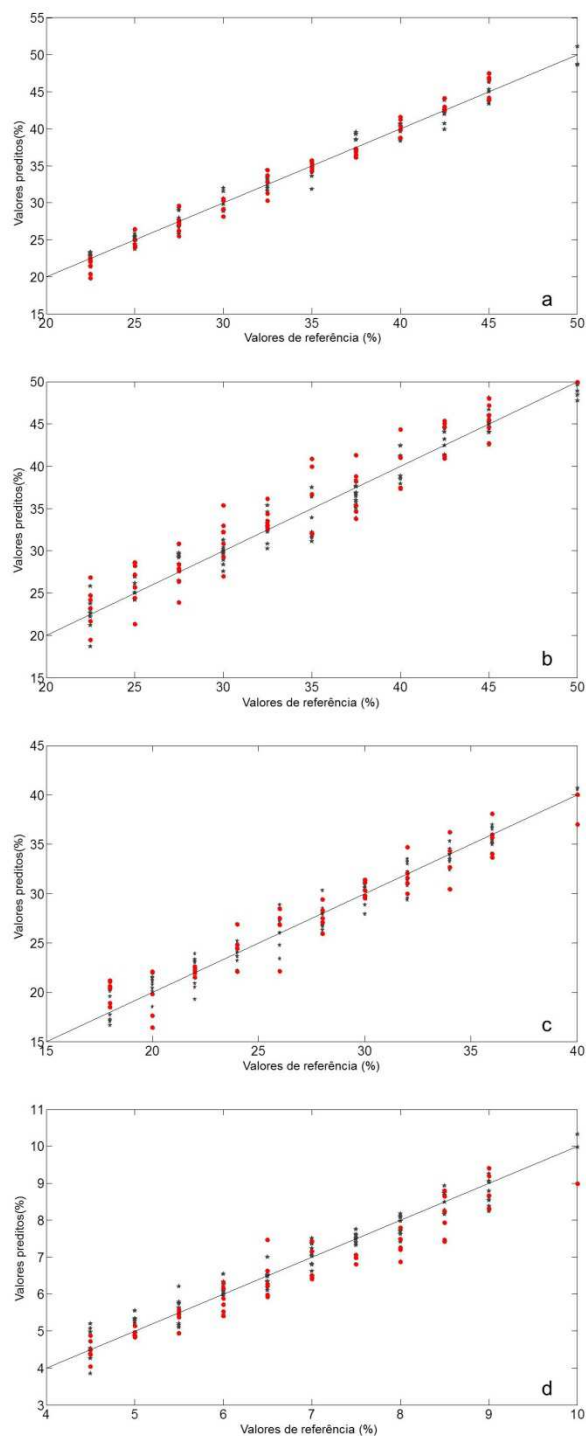 55
50
45
40
35
30
25
20
15
Valores preditos(%)
a
20 25 30 35 40 45 50
Valores de referência (%)
50
45
40
35
30
25
20
15
Valores preditos(%)
b
20 25 30 35 40 45 50
Valores de referência (%)
45
40
35
30
25
20
15
Valores preditos(%)
c
15 20 25 30 35 40
Valores de referência (%)
11
10
9
8
7
6
5
4
3
Valores preditos(%)
d
4 5 6 7 8 9 10
Valores de referência (%)